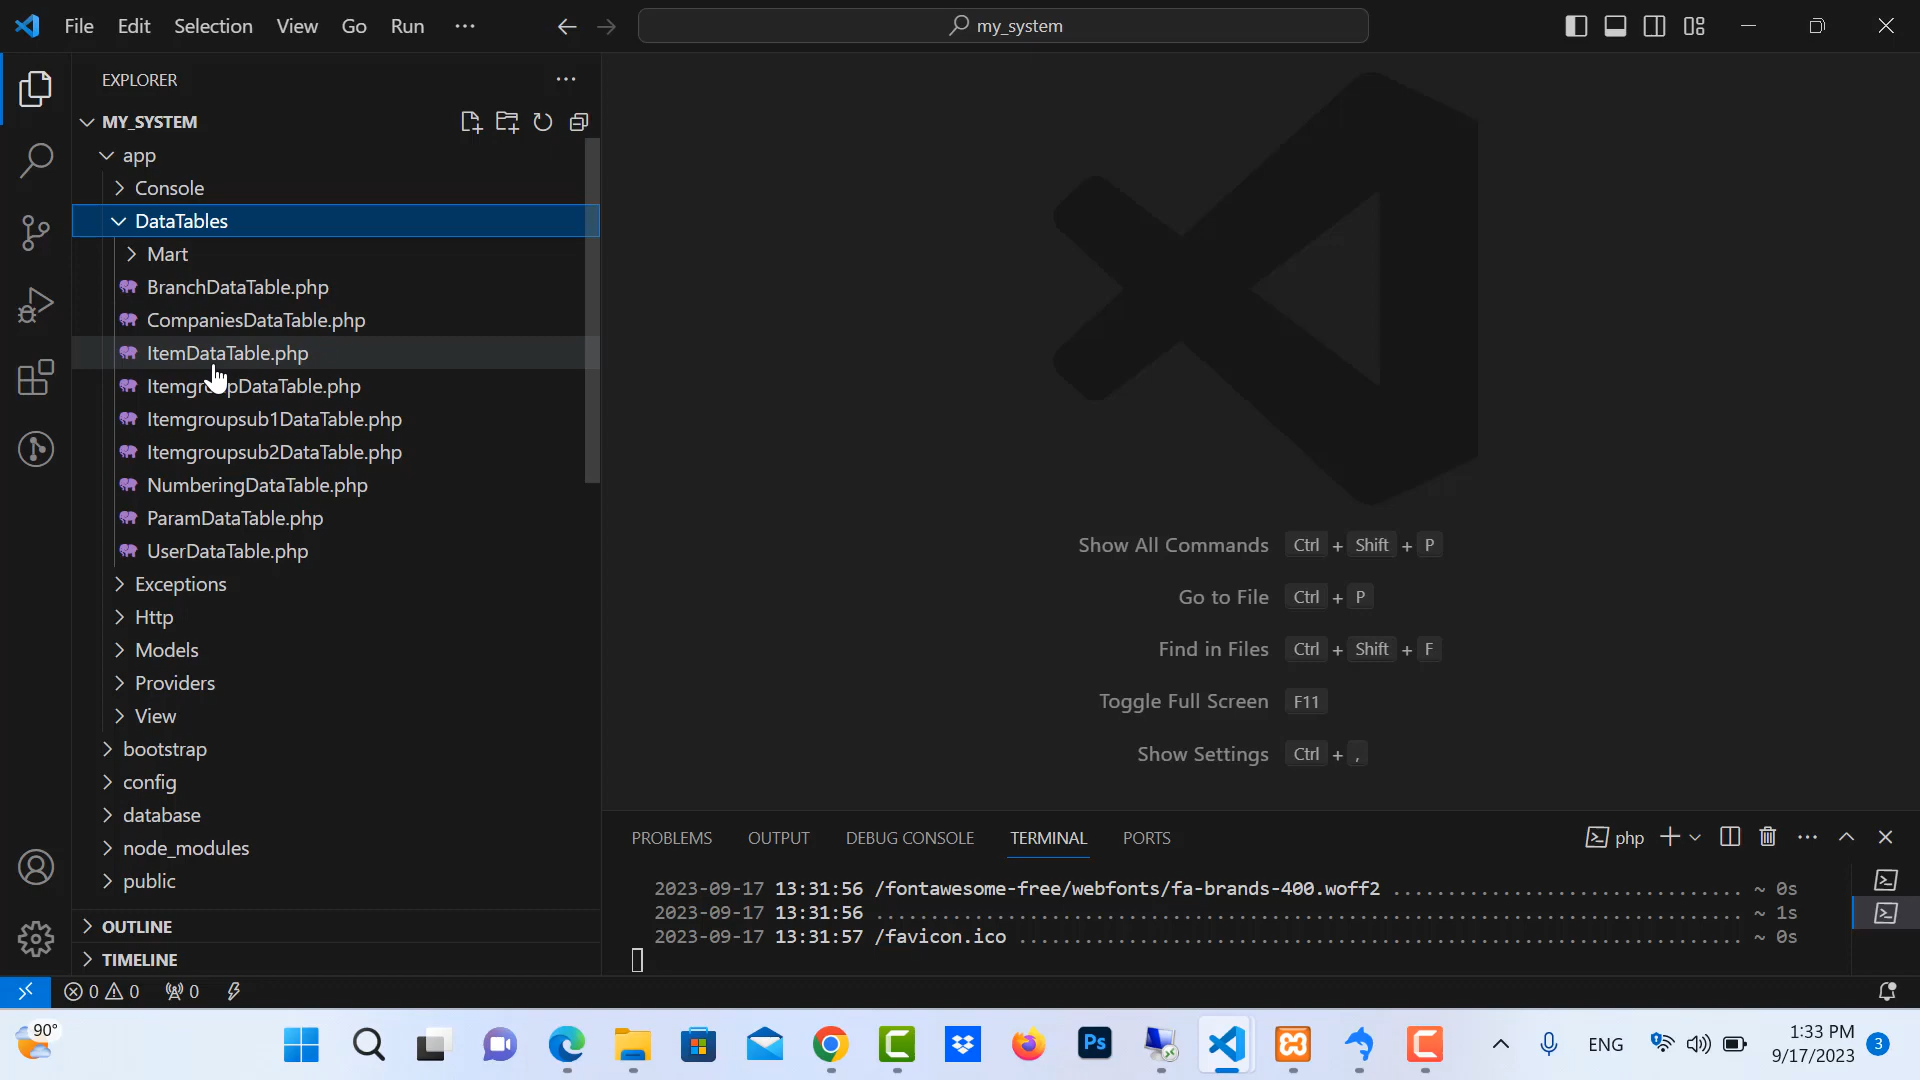 File Edit Selection View Go Run ···
my_system
EXPLORER
MY_SYSTEM
app
Console
DataTables
Mart
BranchDataTable.php
CompaniesDataTable.php
ItemDataTable.php
ItemgroupDataTable.php
Itemgroupsub1DataTable.php
Itemgroupsub2DataTable.php
NumberingDataTable.php
ParamDataTable.php
UserDataTable.php
Exceptions
Http
Models
Providers
View
bootstrap
config
database
node_modules
public
OUTLINE
TIMELINE
Show All Commands Ctrl + Shift + P
Go to File Ctrl + P
Find in Files Ctrl + Shift + F
Toggle Full Screen F11
Show Settings Ctrl + ,
PROBLEMS OUTPUT DEBUG CONSOLE TERMINAL PORTS
php
2023-09-17 13:31:56 /fontawesome-free/webfonts/fa-brands-400.woff2 ............................. ~ 0s
2023-09-17 13:31:56 ........................................................................ ~ 1s
2023-09-17 13:31:57 /favicon.ico ............................................................ ~ 0s
0 0 0
90°
Ps
ENG
1:33 PM
9/17/2023
3